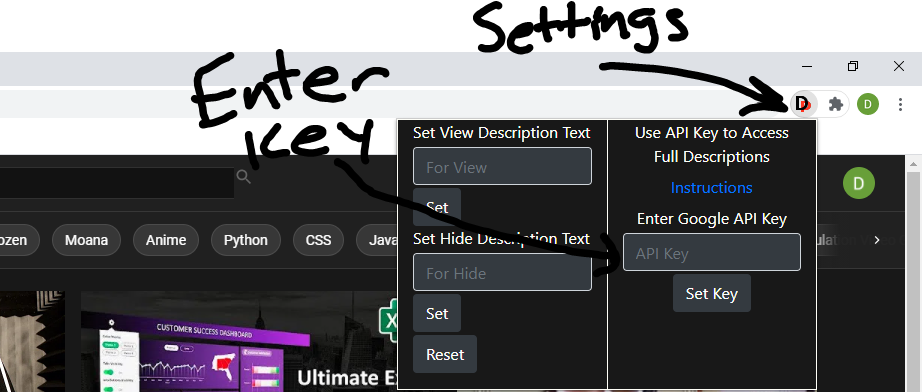 Settings
Enter
Key
D
D
Set View Description Text
For View
Set
Set Hide Description Text
For Hide
Set
Reset
Use API Key to Access
Full Descriptions
Instructions
Enter Google API Key
API Key
Set Key
D
ozen
Moana
Anime
Python
CSS
Java
ulation
CUSTOMER SUCCESS DASHBOARD
X
Ultimate E